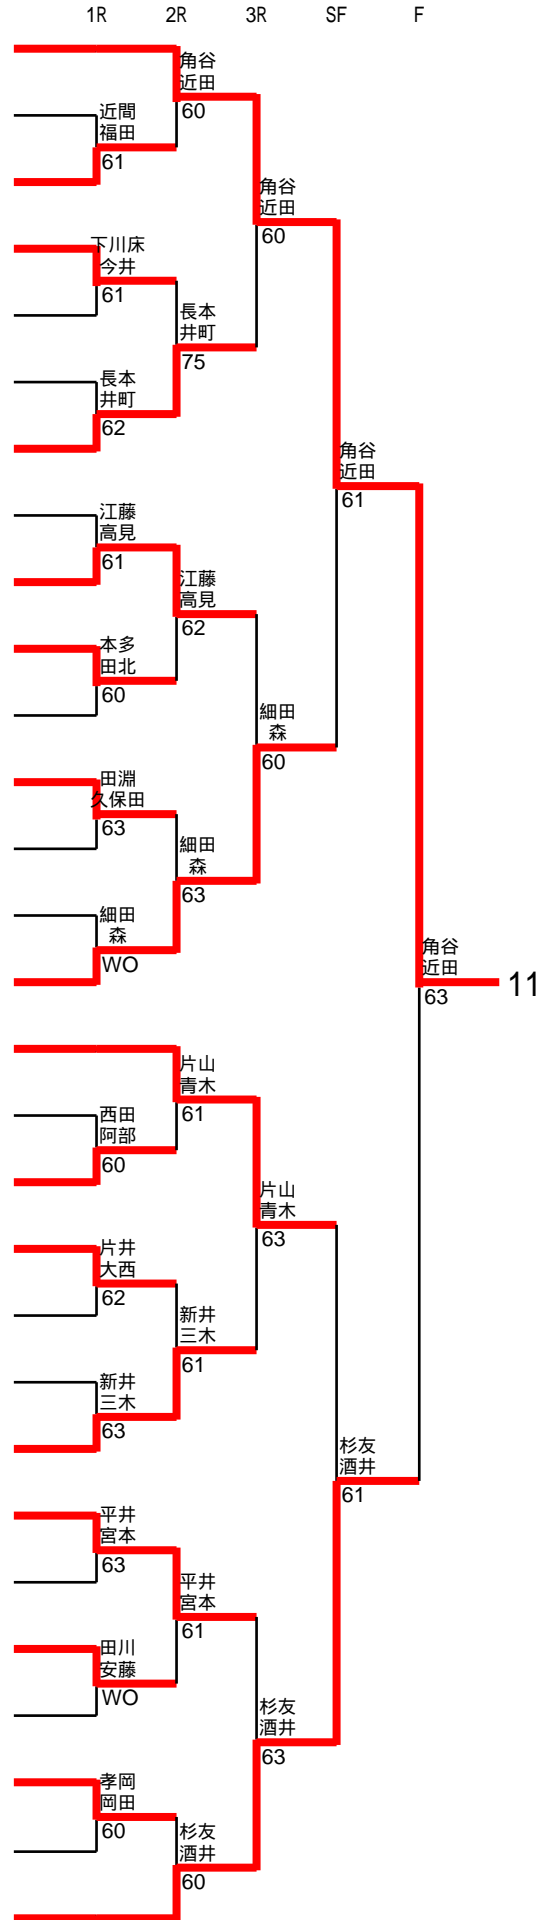 1R 2R 3R SF F
角谷
近田
60
近間
福田
61
角谷
近田
60
下川床
今井
61
長本
井町
75
長本
井町
62
角谷
近田
61
江藤
高見
61
江藤
高見
62
本多
田北
60
細田
森
60
田淵
久保田
63
細田
森
63
細田
森
WO
角谷
近田
63
11
片山
青木
61
西田
阿部
60
片山
青木
63
片井
大西
62
新井
三木
61
新井
三木
63
杉友
酒井
61
平井
宮本
63
平井
宮本
61
田川
安藤
WO
杉友
酒井
63
孝岡
岡田
60
杉友
酒井
60